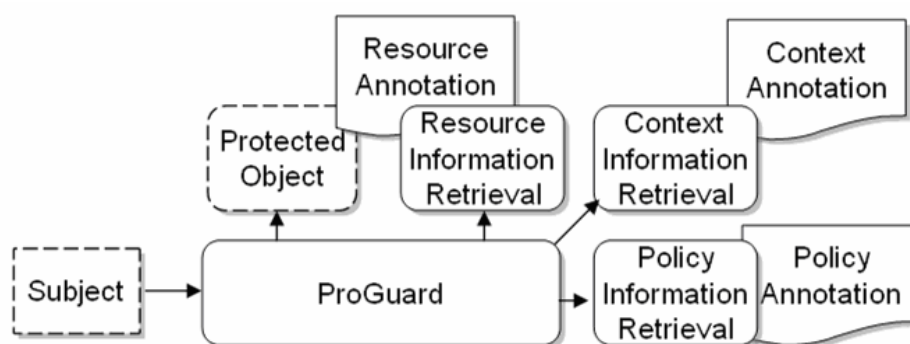 Resource
Annotation
Context
Annotation
Protected
Object
Resource
Information
Retrieval
Context
Information
Retrieval
Subject
ProGuard
Policy
Information
Retrieval
Policy
Annotation